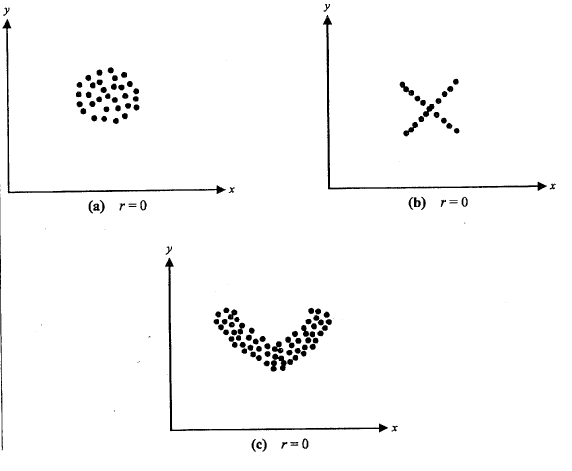 y
x
(a) r = 0
y
x
(b) r = 0
y
x
(c) r = 0